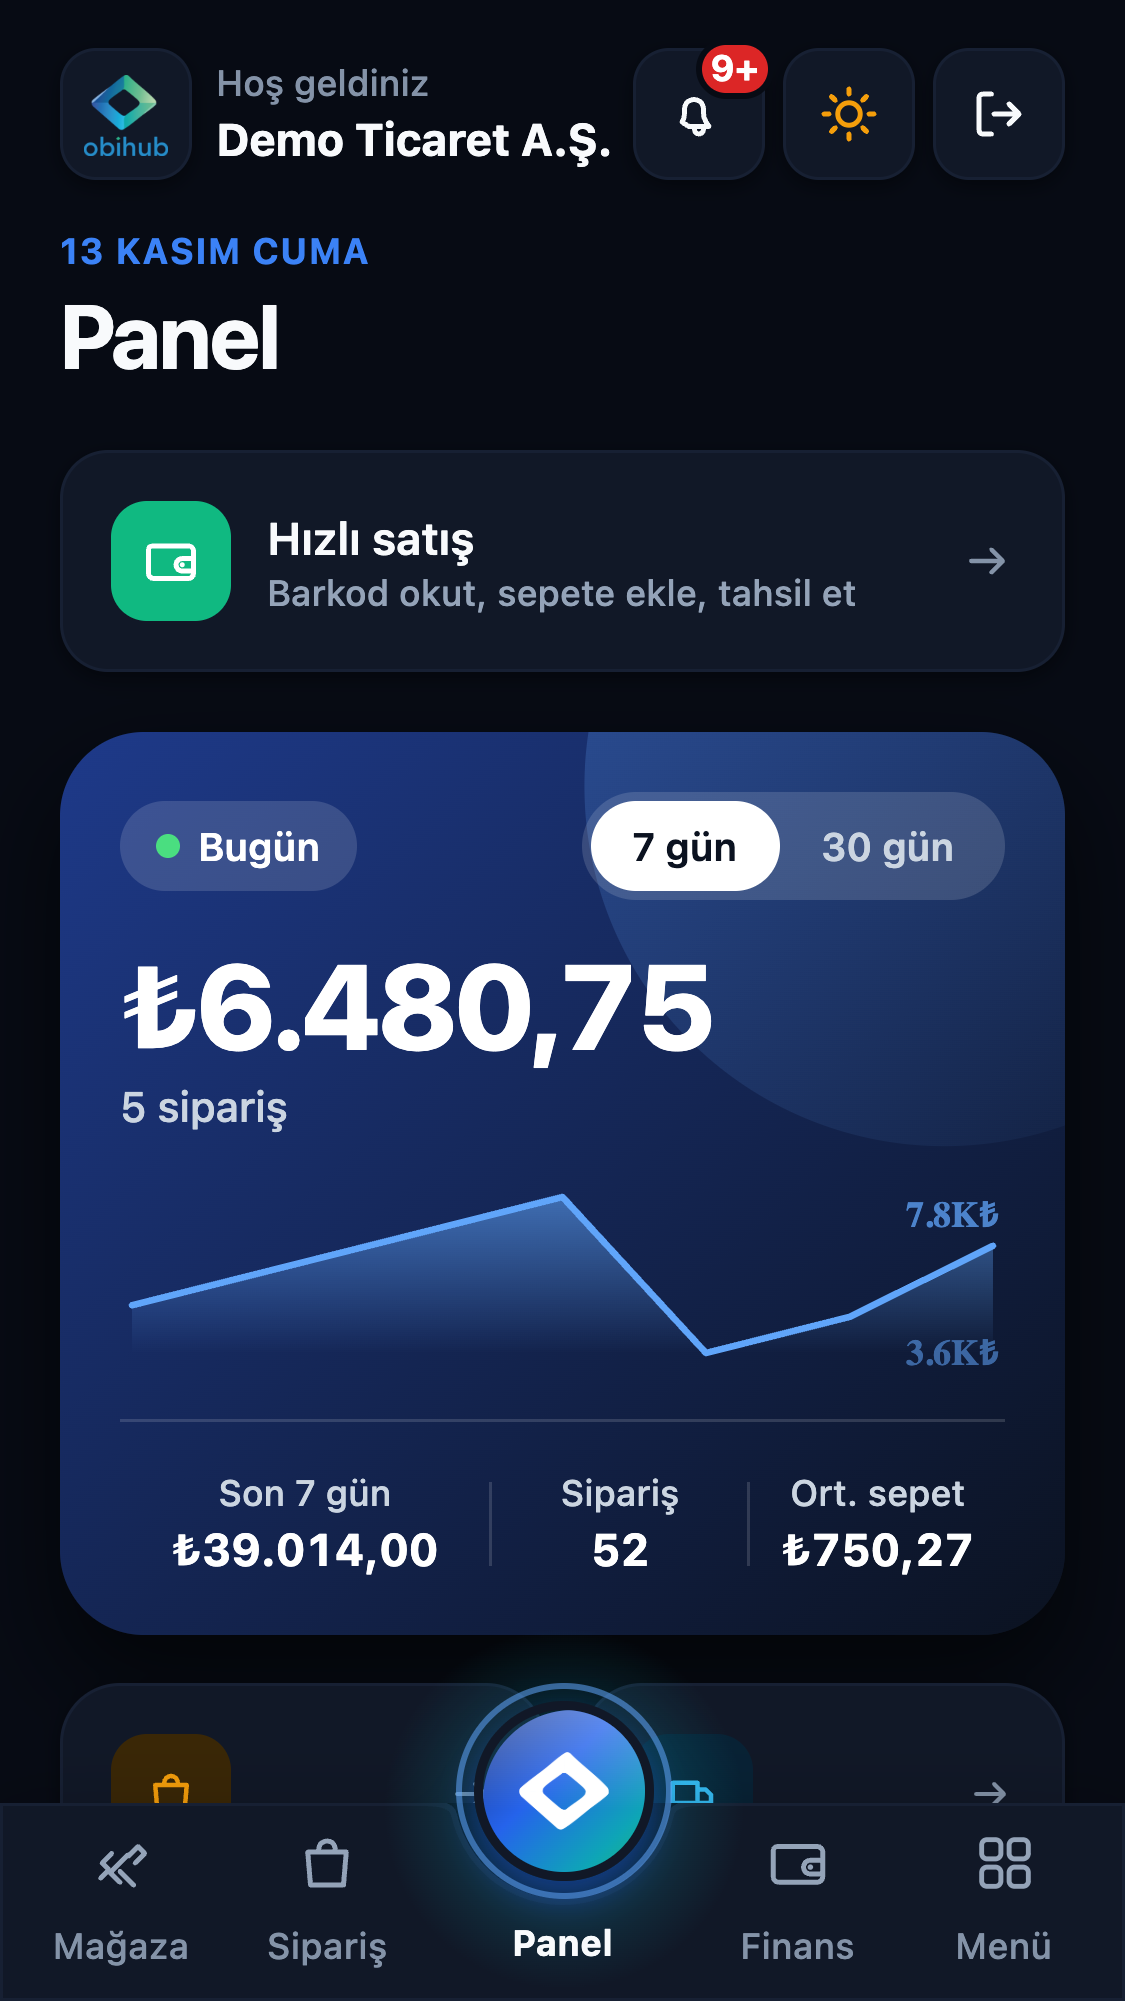 obihub
Hoş geldiniz
Demo Ticaret A.Ş.
9+
13 KASIM CUMA
Panel
Hızlı satış
Barkod okut, sepete ekle, tahsil et
Bugün
7 gün
30 gün
₺6.480,75
5 sipariş
7.8K₺
3.6K₺
Son 7 gün
₺39.014,00
Sipariş
52
Ort. sepet
₺750,27
Mağaza
Sipariş
Panel
Finans
Menü